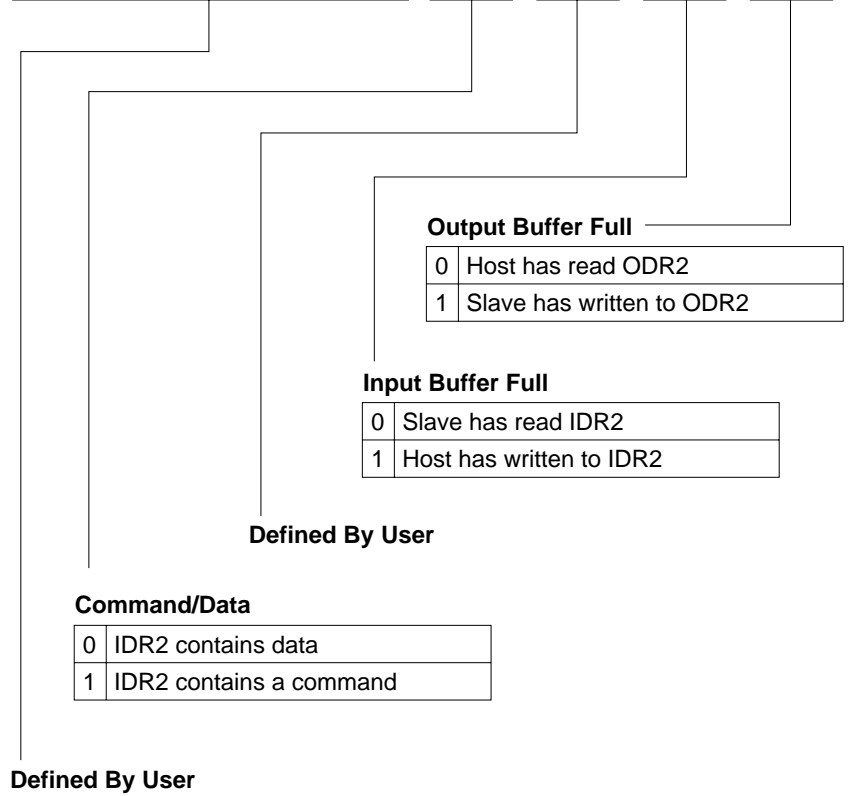 Output Buffer Full
0 Host has read ODR2
1 Slave has written to ODR2
Input Buffer Full
0 Slave has read IDR2
1 Host has written to IDR2
Defined By User
Command/Data
0 IDR2 contains data
1 IDR2 contains a command
Defined By User